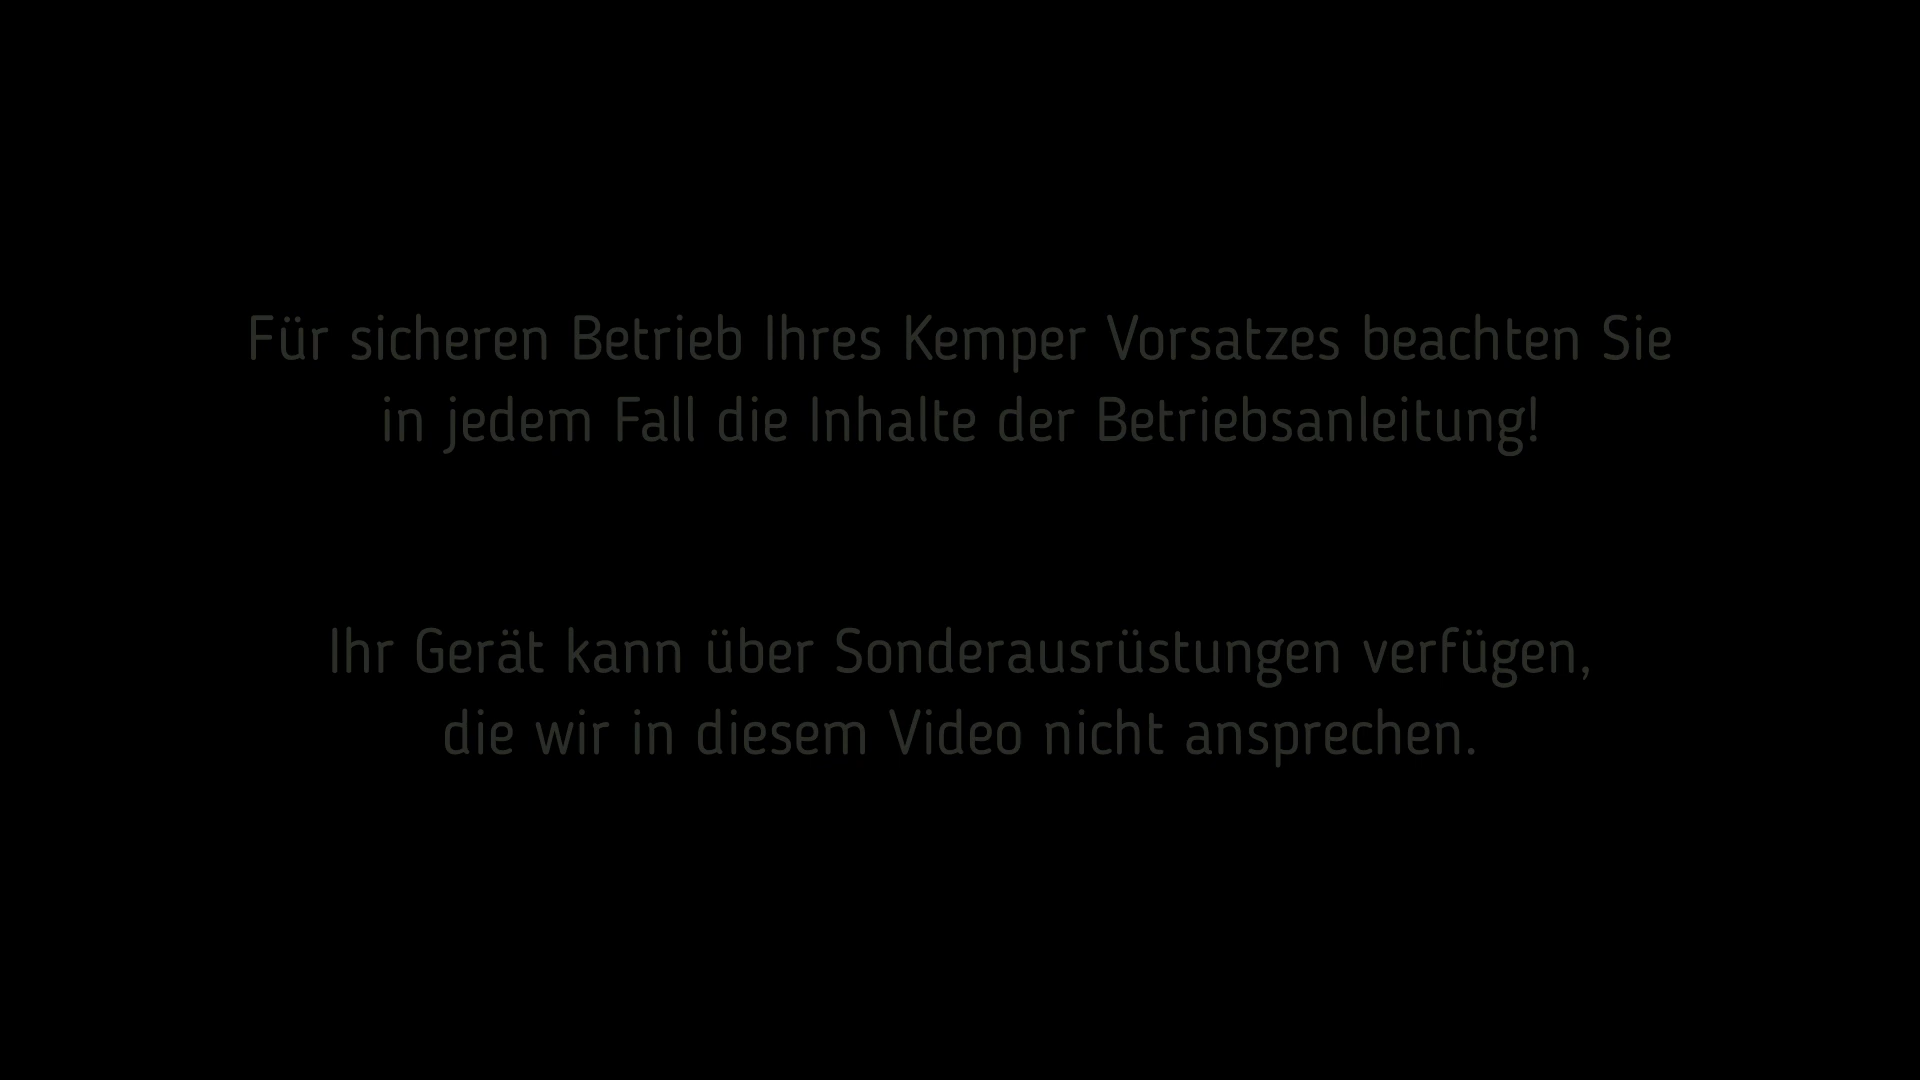 Für sicheren Betrieb Ihres Kemper Vorsatzes beachten Sie
in jedem Fall die Inhalte der Betriebsanleitung!
Ihr Gerät kann über Sonderausrüstungen verfügen,
die wir in diesem Video nicht ansprechen.